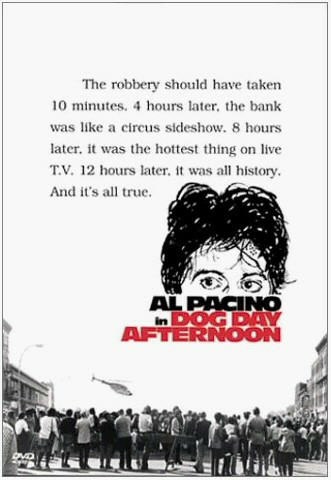 The robbery should have taken
10 minutes. 4 hours later, the bank
was like a circus sideshow. 8 hours
later, it was the hottest thing on live
T.V. 12 hours later, it was all history.
And it's all true.
AL PACINO
in DOG DAY
AFTERNOON
DVD